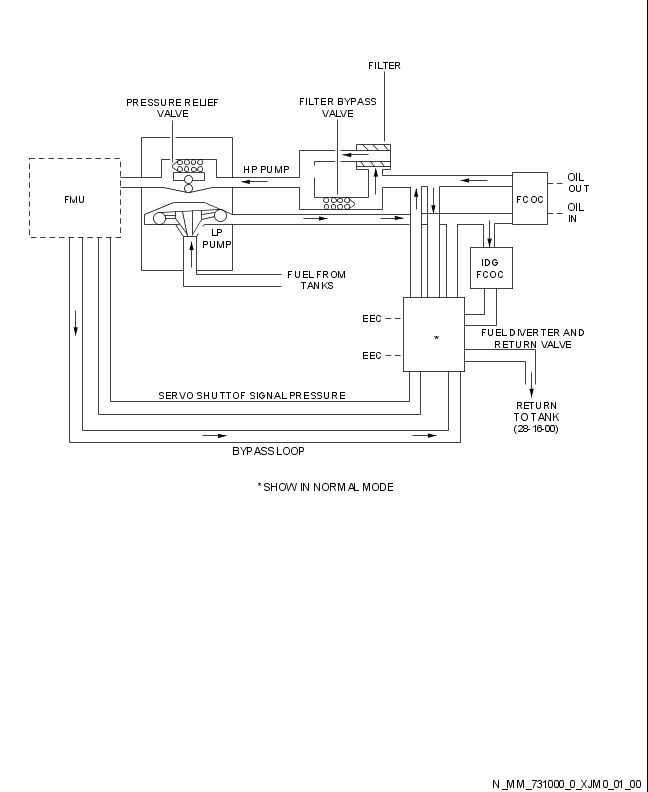 FILTER
PRESSURE RELIEF
VALVE
FILTER BYPASS
VALVE
HP PUMP
FMU
OIL
OUT
FCOC
OIL
IN
LP
PUMP
IDG
FCOC
FUEL FROM
TANKS
EEC
*
FUEL DIVERTER AND
RETURN VALVE
EEC
SERVO SHUTTOF SIGNAL PRESSURE
RETURN
TO TANK
(28-16-00)
BYPASS LOOP
* SHOW IN NORMAL MODE
N_MM_731000_0_XJM0_01_00